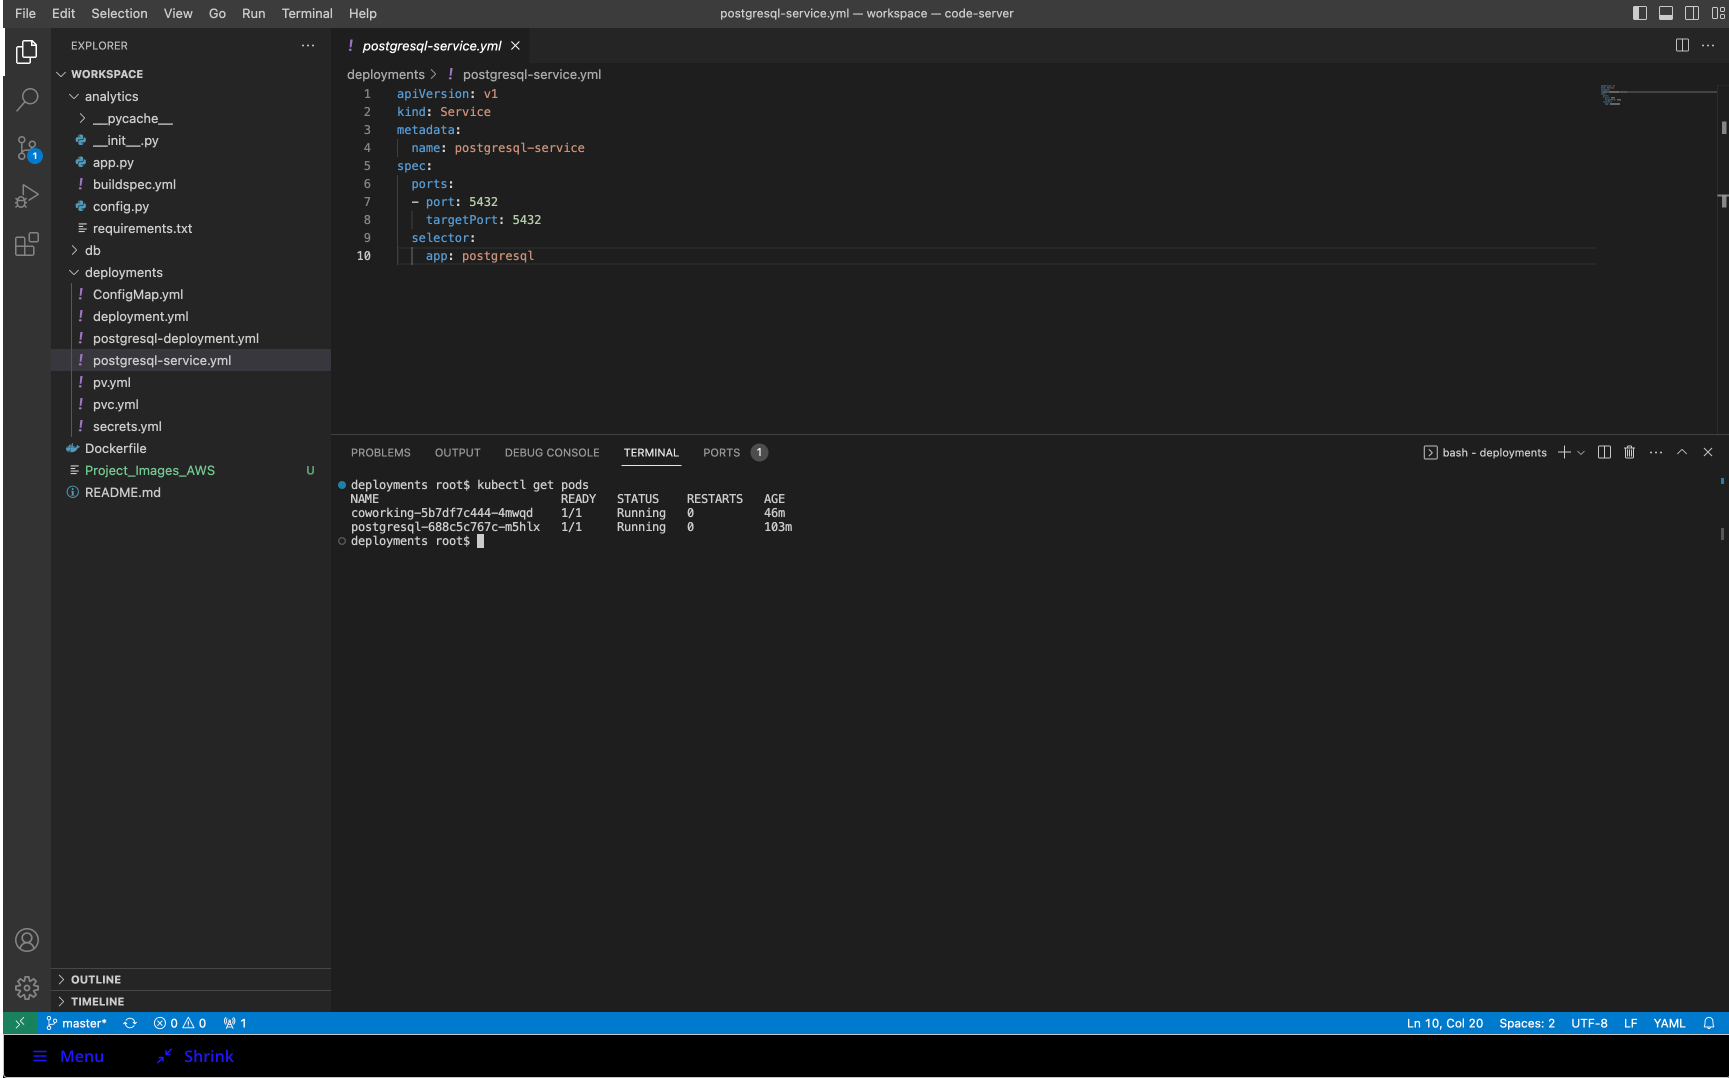 File Edit Selection View Go Run Terminal Help
postgresql-service.yml — workspace — code-server
EXPLORER
WORKSPACE
analytics
__pycache__
__init__.py
app.py
buildspec.yml
config.py
requirements.txt
db
deployments
ConfigMap.yml
deployment.yml
postgresql-deployment.yml
postgresql-service.yml
pv.yml
pvc.yml
secrets.yml
Dockerfile
Project_Images_AWS U
README.md
OUTLINE
TIMELINE
1
! postgresql-service.yml
deployments > ! postgresql-service.yml
1 apiVersion: v1
2 kind: Service
3 metadata:
4 name: postgresql-service
5 spec:
6 ports:
7 - port: 5432
8 targetPort: 5432
9 selector:
10 app: postgresql
PROBLEMS OUTPUT DEBUG CONSOLE TERMINAL PORTS 1
bash - deployments
deployments root$ kubectl get pods
NAME READY STATUS RESTARTS AGE
coworking-5b7df7c444-4mwqd 1/1 Running 0 46m
postgresql-688c5c767c-m5hlx 1/1 Running 0 103m
deployments root$
master* 0 0 1
Ln 10, Col 20 Spaces: 2 UTF-8 LF YAML
Menu Shrink